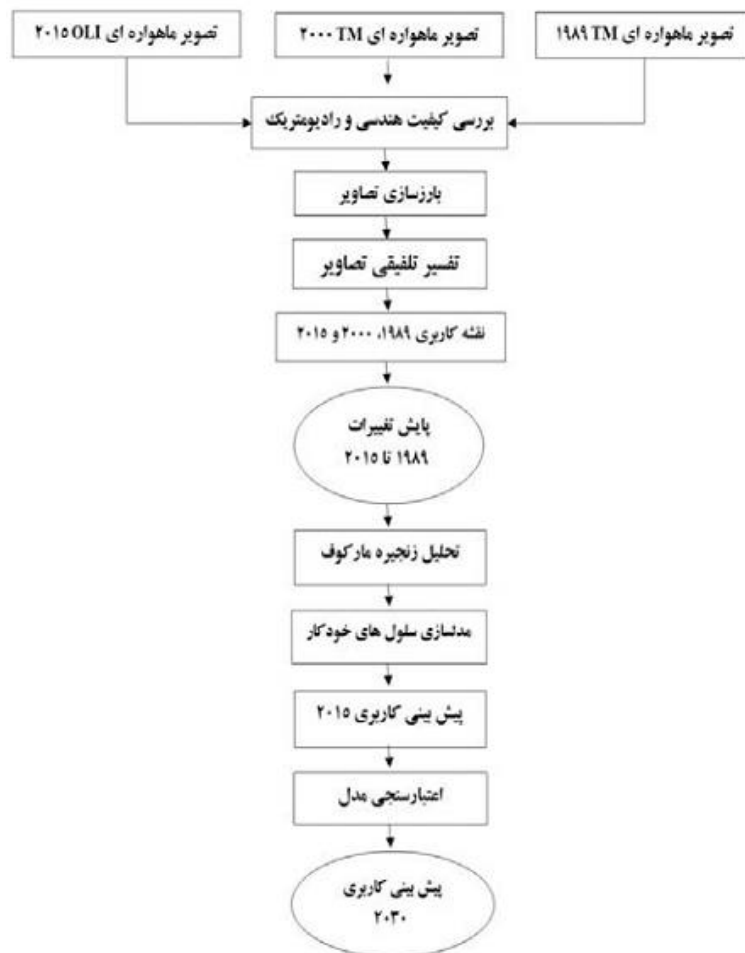 تصویر ماهواره ای ۱۹۸۹ TM
تصویر ماهواره ای ۲۰۰۰ TM
تصویر ماهواره ای ۲۰۱۵ OLI
بررسی کیفیت هندسی و رادیومتریک
بارزسازی تصاویر
تفسیر تلفیقی تصاویر
نقشه کاربری ۱۹۸۹، ۲۰۰۰ و ۲۰۱۵
پایش تغییرات
۱۹۸۹ تا ۲۰۱۵
تحلیل زنجیره مارکوف
مدلسازی سلول های خودکار
پیش بینی کاربری ۲۰۱۵
اعتبارسنجی مدل
پیش بینی کاربری
۲۰۳۰